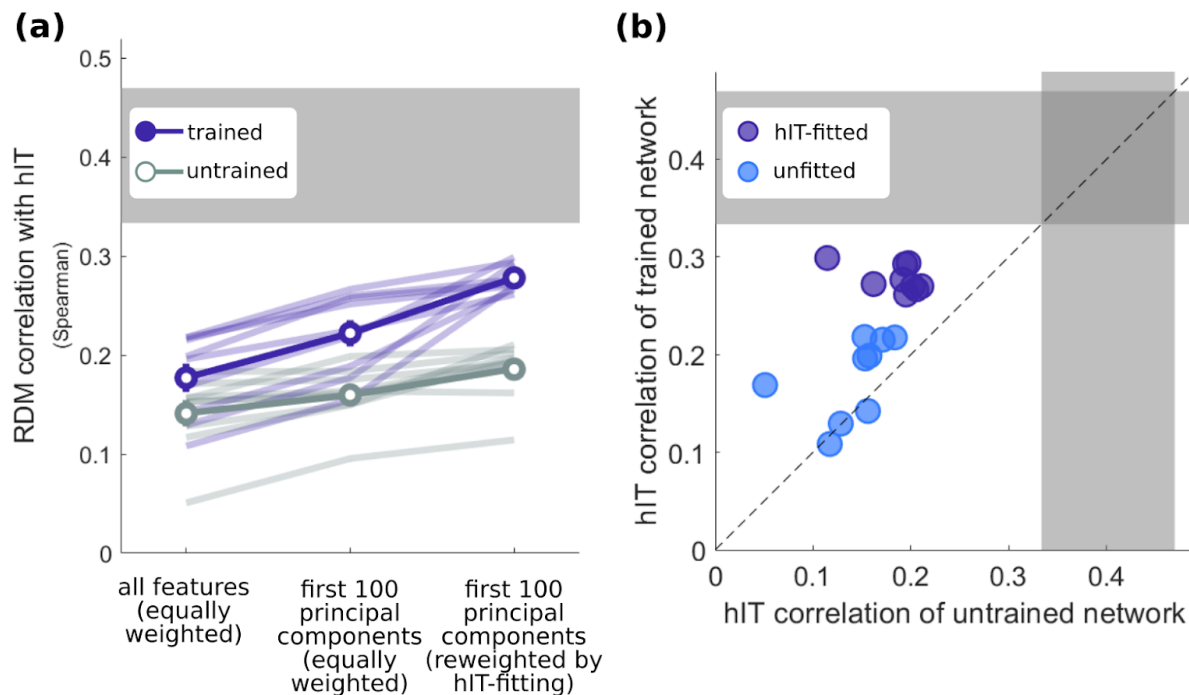 (a)
0.5
0.4
0.3
0.2
0.1
0
RDM correlation with hIT
(Spearman)
trained
untrained
all features
(equally
weighted)
first 100
principal
components
(equally
weighted)
first 100
principal
components
(reweighted by
hIT-fitting)
(b)
0.4
0.3
0.2
0.1
0
hIT correlation of trained network
hIT-fitted
unfitted
0
0.1
0.2
0.3
0.4
hIT correlation of untrained network